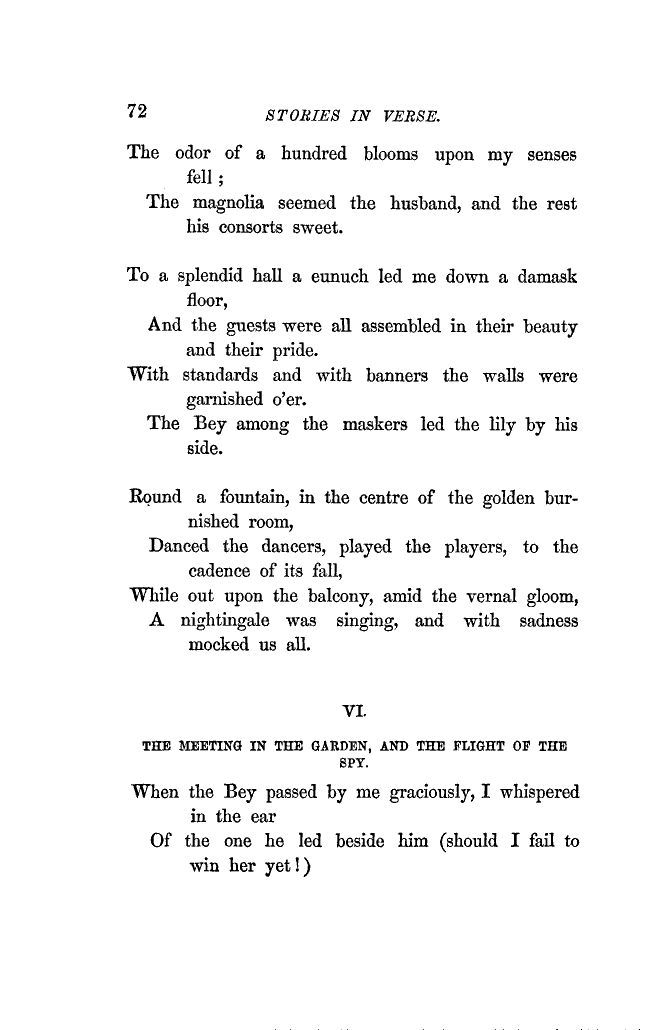 72 STORIES IN VERSE.
The odor of a hundred blooms upon my senses
fell ;
The magnolia seemed the husband, and the rest
his consorts sweet.
To a splendid hall a eunuch led me down a damask
floor,
And the guests were all assembled in their beauty
and their pride.
With standards and with banners the walls were
garnished o'er.
The Bey among the maskers led the lily by his
side.
Round a fountain, in the centre of the golden bur-
nished room,
Danced the dancers, played the players, to the
cadence of its fall,
While out upon the balcony, amid the vernal gloom,
A nightingale was singing, and with sadness
mocked us all.
VI.
THE MEETING IN THE GARDEN, AND THE FLIGHT OF THE
SPY.
When the Bey passed by me graciously, I whispered
in the ear
Of the one he led beside him (should I fail to
win her yet!)